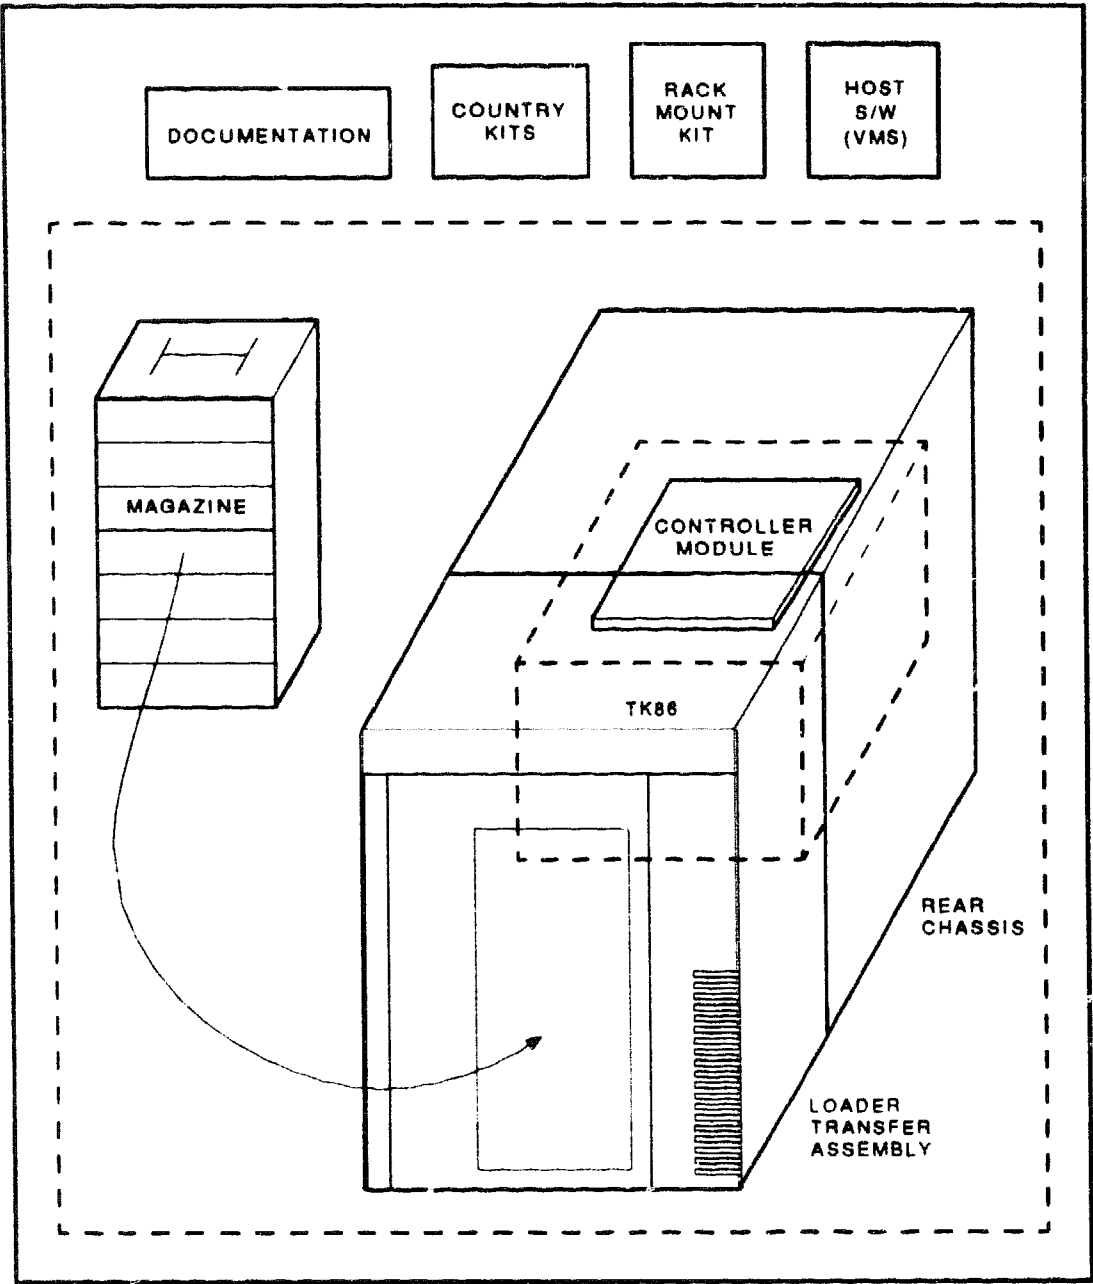 DOCUMENTATION
COUNTRY
KITS
RACK
MOUNT
KIT
HOST
S/W
(VMS)
MAGAZINE
CONTROLLER
MODULE
TK86
REAR
CHASSIS
LOADER
TRANSFER
ASSEMBLY